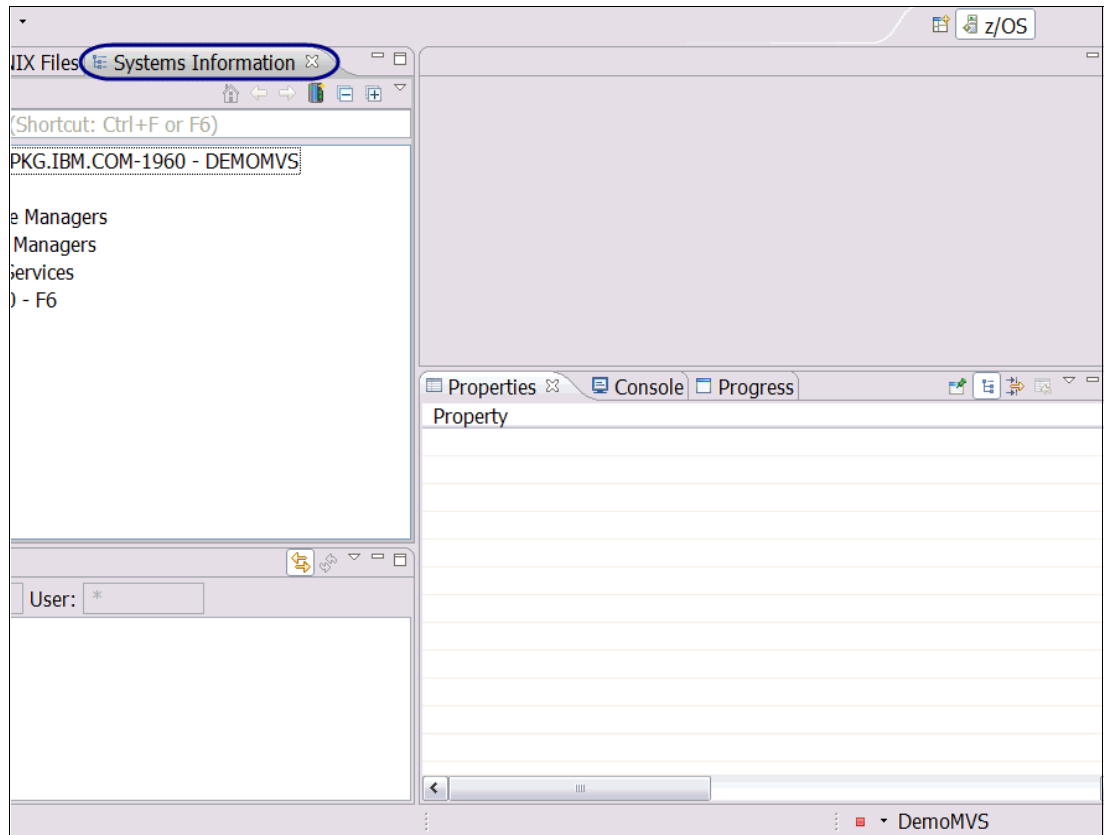 z/OS
IIX Files Systems Information
(Shortcut: Ctrl+F or F6)
PKG.IBM.COM-1960 - DEMOMVS
e Managers
Managers
Services
) - F6
Properties Console Progress
Property
User: *
DemoMVS